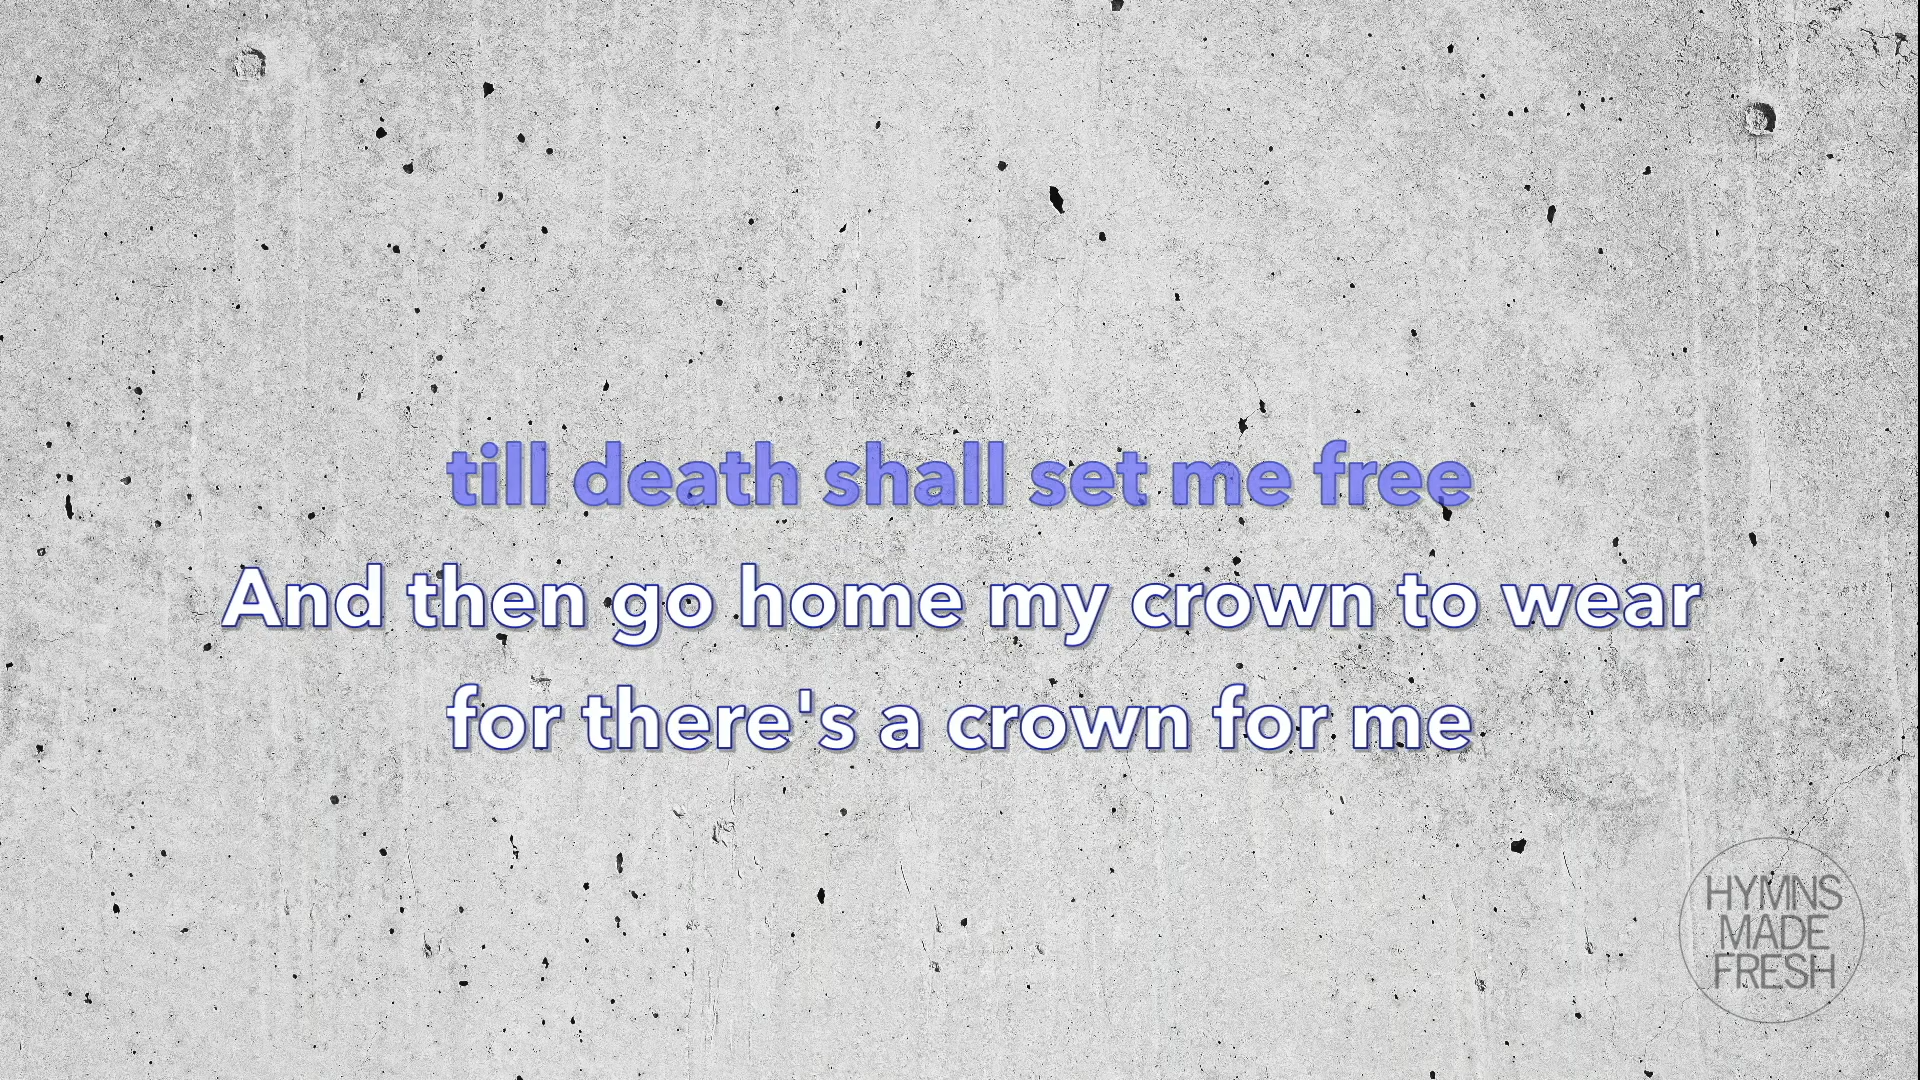 till death shall set me free
And then go home my crown to wear
for there's a crown for me
HYMNS
MADE
FRESH